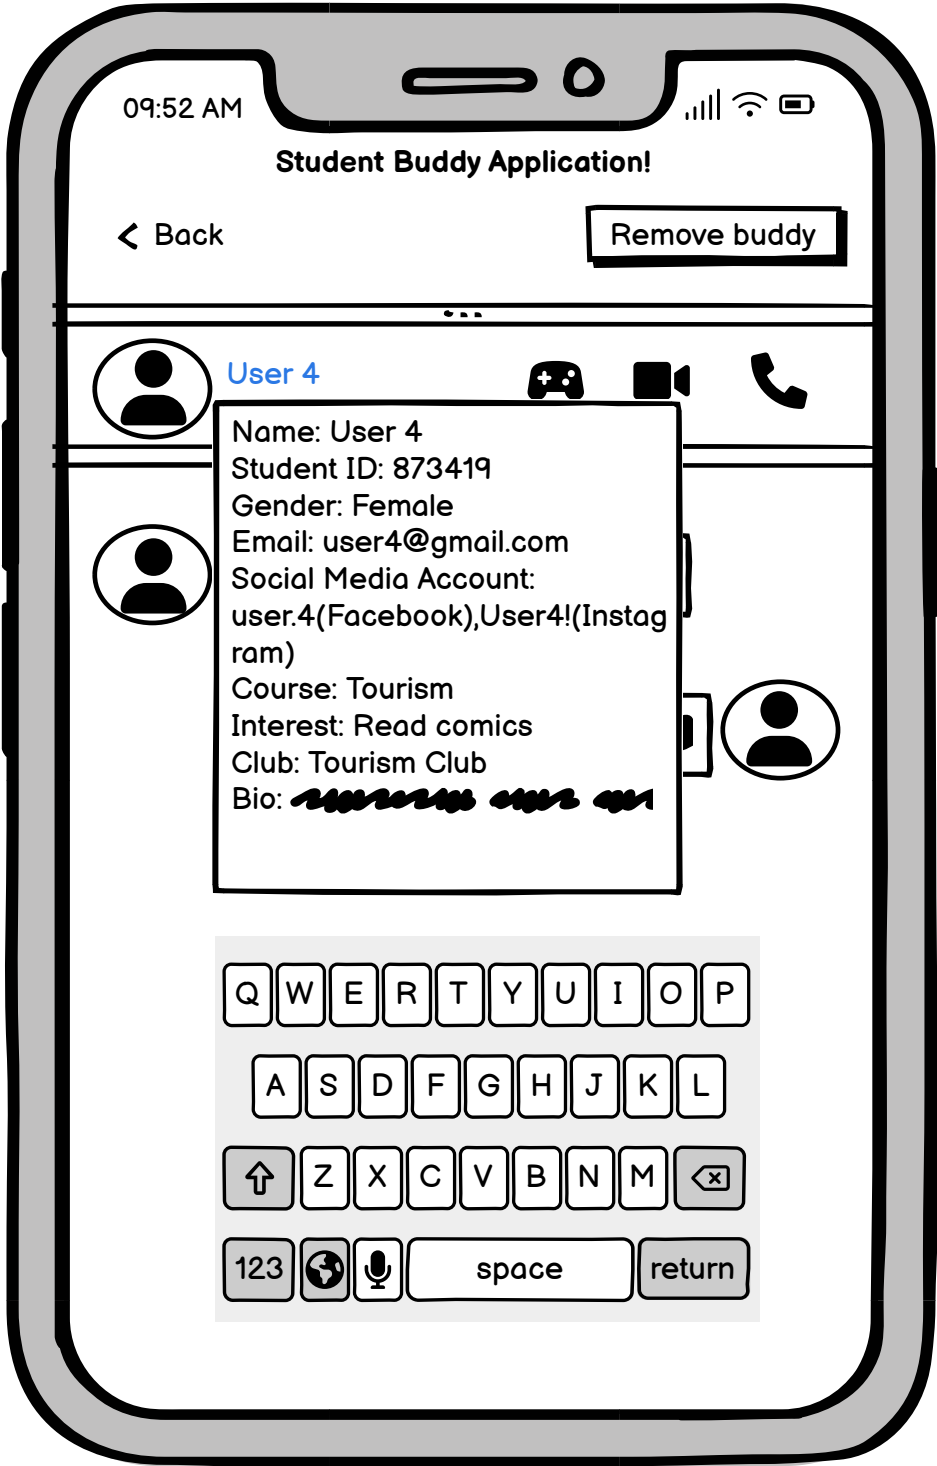 09:52 AM
Student Buddy Application!
Back
Remove buddy
User 4
Name: User 4
Student ID: 873419
Gender: Female
Email: user4@gmail.com
Social Media Account:
user.4(Facebook),User4!(Instag
ram)
Course: Tourism
Interest: Read comics
Club: Tourism Club
Bio:
Q W E R T Y U I O P
A S D F G H J K L
Z X C V B N M
123 space return